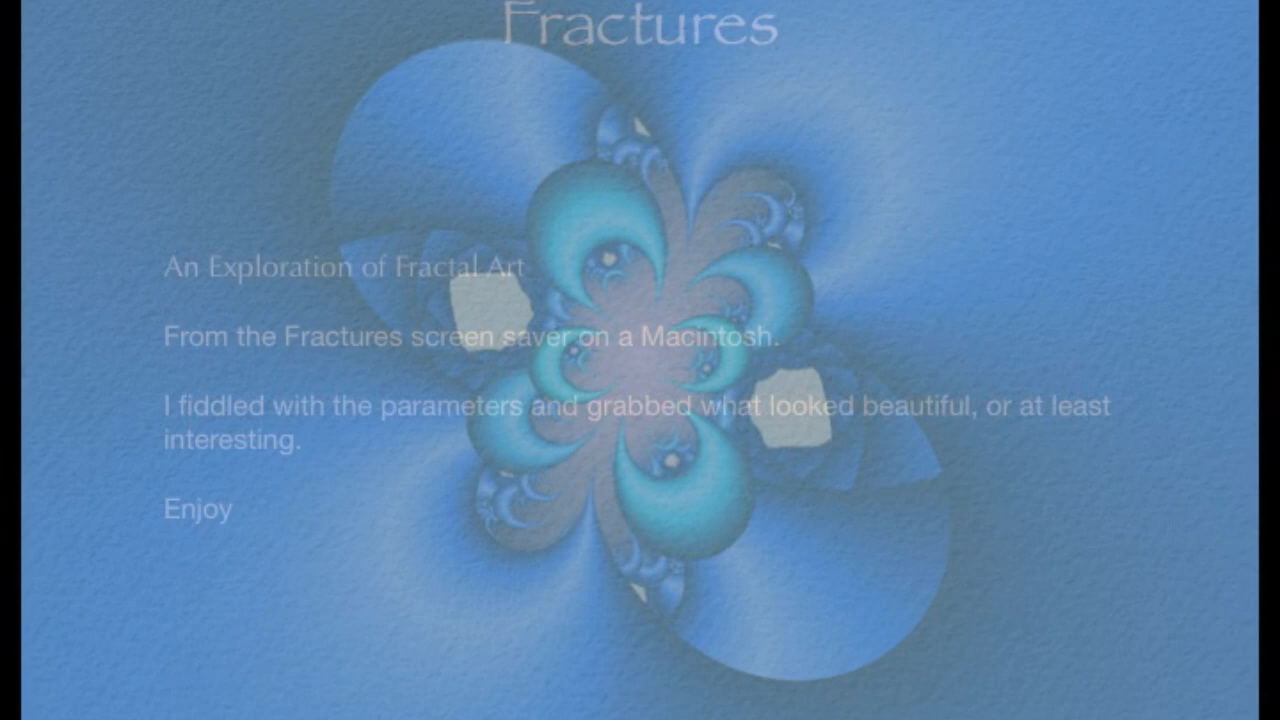 Fractures
An Exploration of Fractal Art
From the Fractures screen saver on a Macintosh.
I fiddled with the parameters and grabbed what looked beautiful, or at least
interesting.
Enjoy